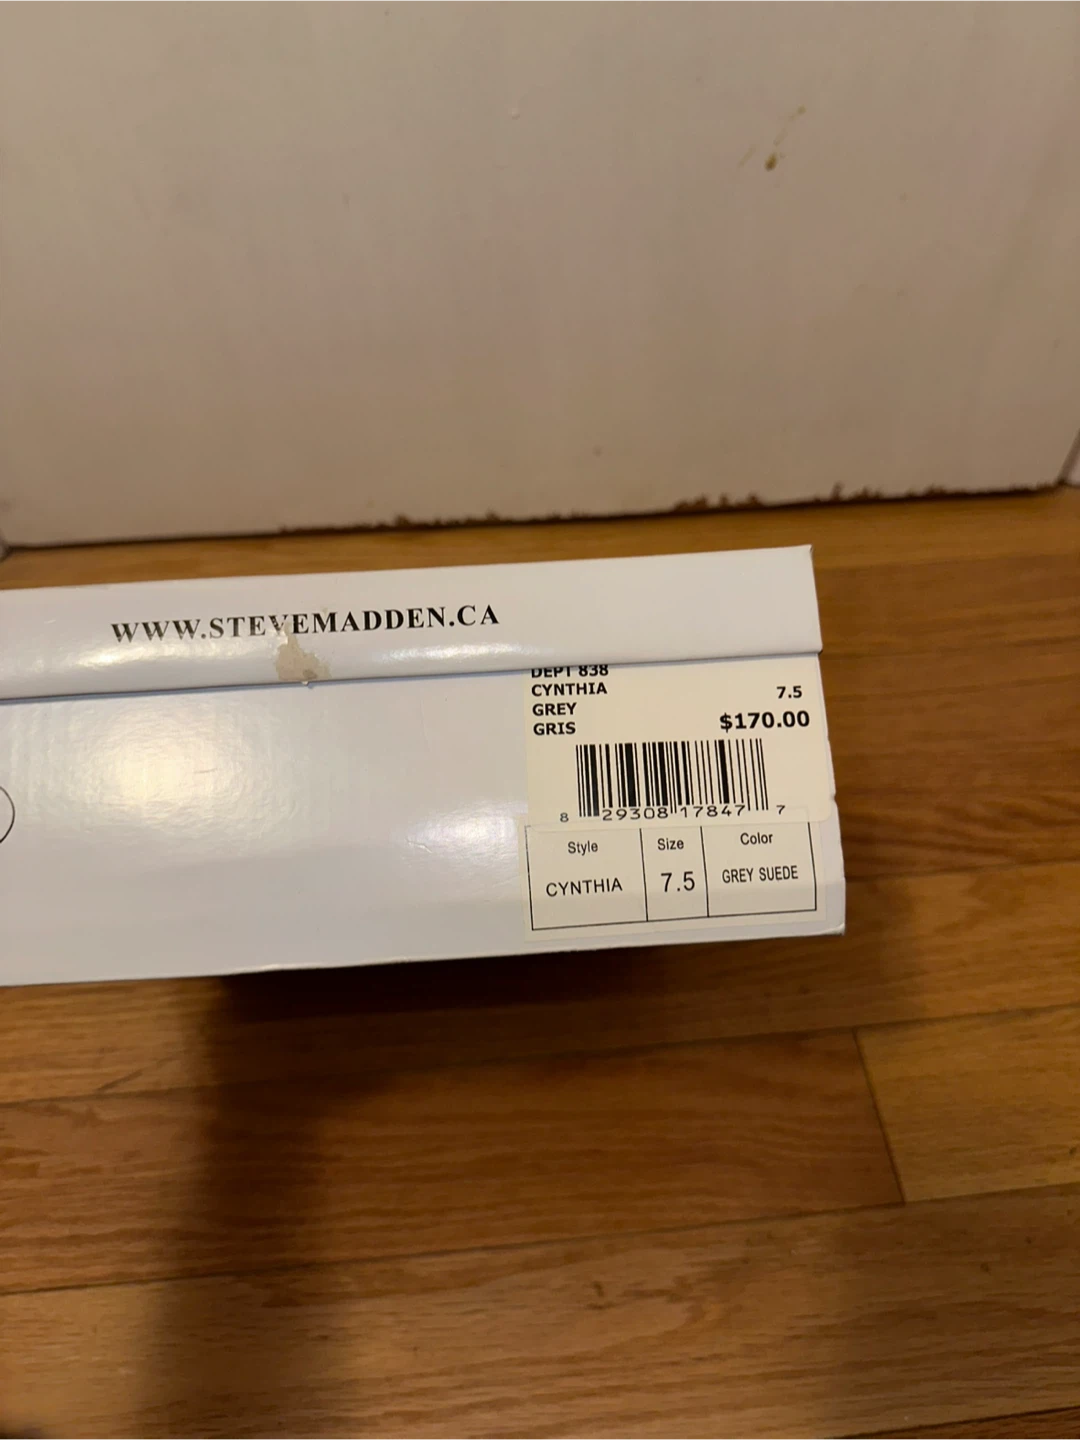 WWW.STEVEMADDEN.CA
DEPT 838
CYNTHIA 7.5
GREY
GRIS $170.00
8 29308 17847 7
Style Size Color
CYNTHIA 7.5 GREY SUEDE